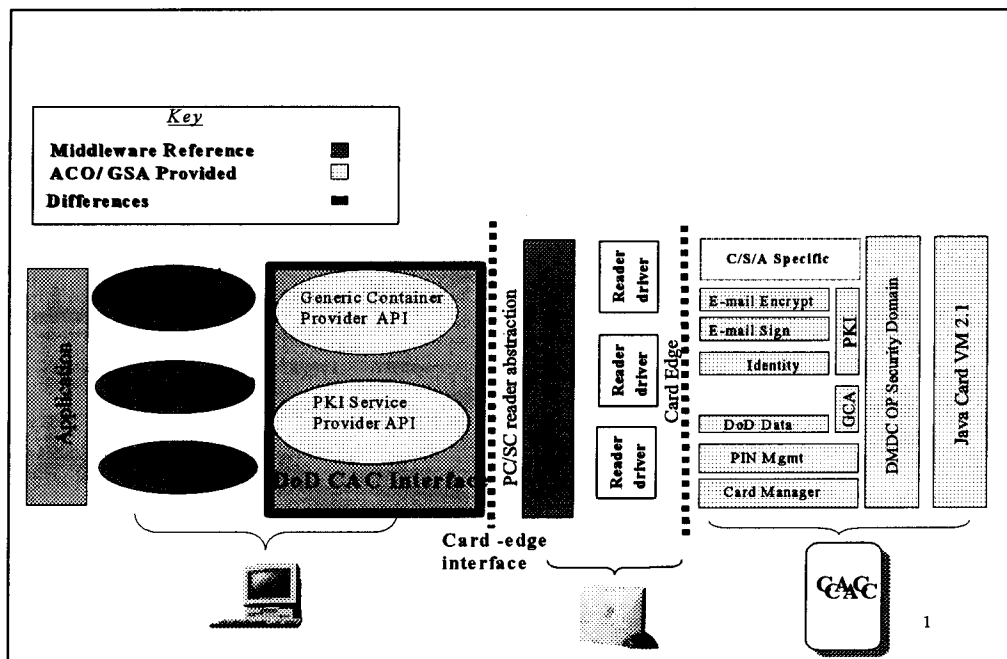 Key
Middleware Reference
ACO/ GSA Provided
Differences
Application
Generic Container
Provider API
PKI Service
Provider API
DoD CAC Interface
PC/SC reader abstraction
Card -edge
interface
Reader
driver
Reader
driver
Reader
driver
Card Edge
C/S/A Specific
E-mail Encrypt
E-mail Sign
Identity
PKI
DoD Data
GCA
PIN Mgmt
Card Manager
DMDC OP Security Domain
Java Card VM 2.1
1